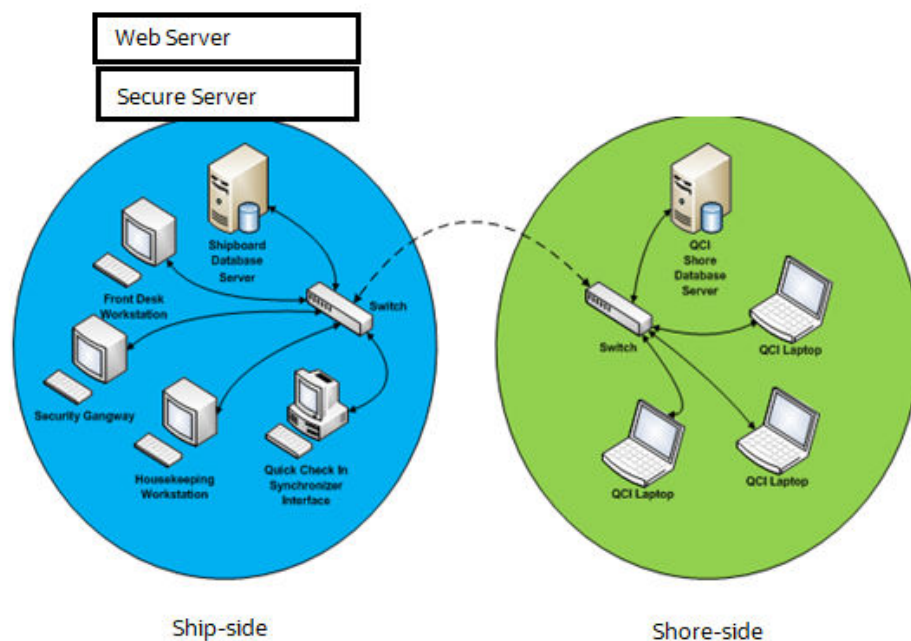 Web Server
Secure Server
Shipboard
Database
Server
Front Desk
Workstation
Switch
Security Gangway
Housekeeping
Workstation
Quick Check In
Synchronizer
Interface
QCI
Shore
Database
Server
Switch
QCI Laptop
QCI Laptop
QCI Laptop
Ship-side
Shore-side